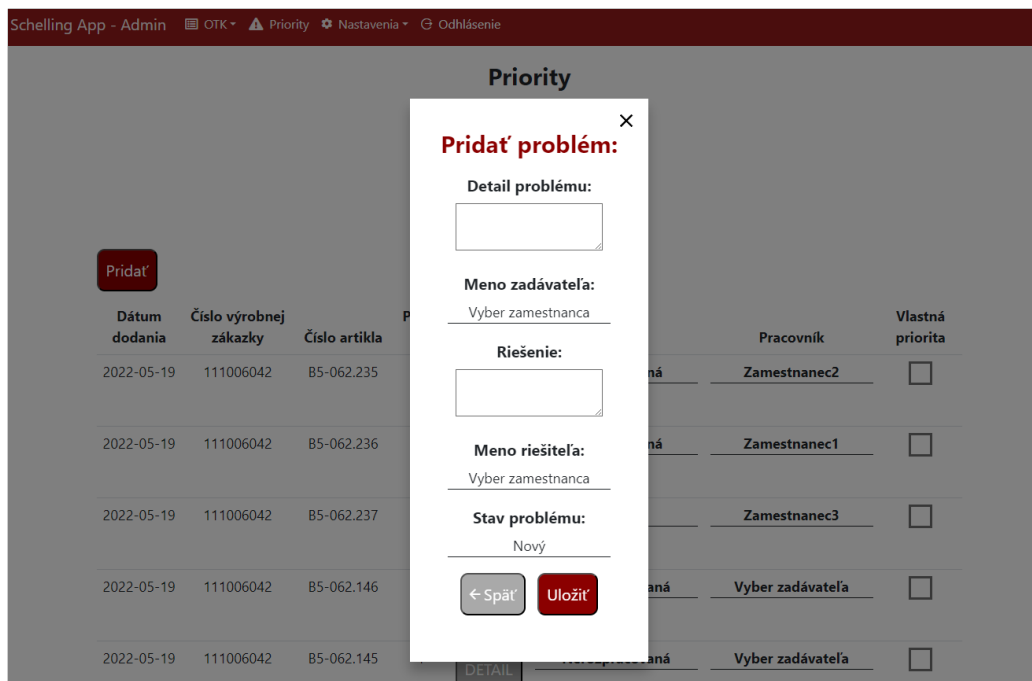 Schelling App - Admin OTK Priority Nastavenia Odhlásenie
Priority
Pridať problém:
Detail problému:
Meno zadávateľa:
Vyber zamestnanca
Riešenie:
Meno riešiteľa:
Vyber zamestnanca
Stav problému:
Nový
Späť Uložiť
Pridať
Dátum dodania Číslo výrobnej zákazky Číslo artikla P Pracovník Vlastná priorita
2022-05-19 111006042 B5-062.235 ná Zamestnanec2
2022-05-19 111006042 B5-062.236 ná Zamestnanec1
2022-05-19 111006042 B5-062.237 Zamestnanec3
2022-05-19 111006042 B5-062.146 aná Vyber zadávateľa
2022-05-19 111006042 B5-062.145 DETAIL Vyber zadávateľa